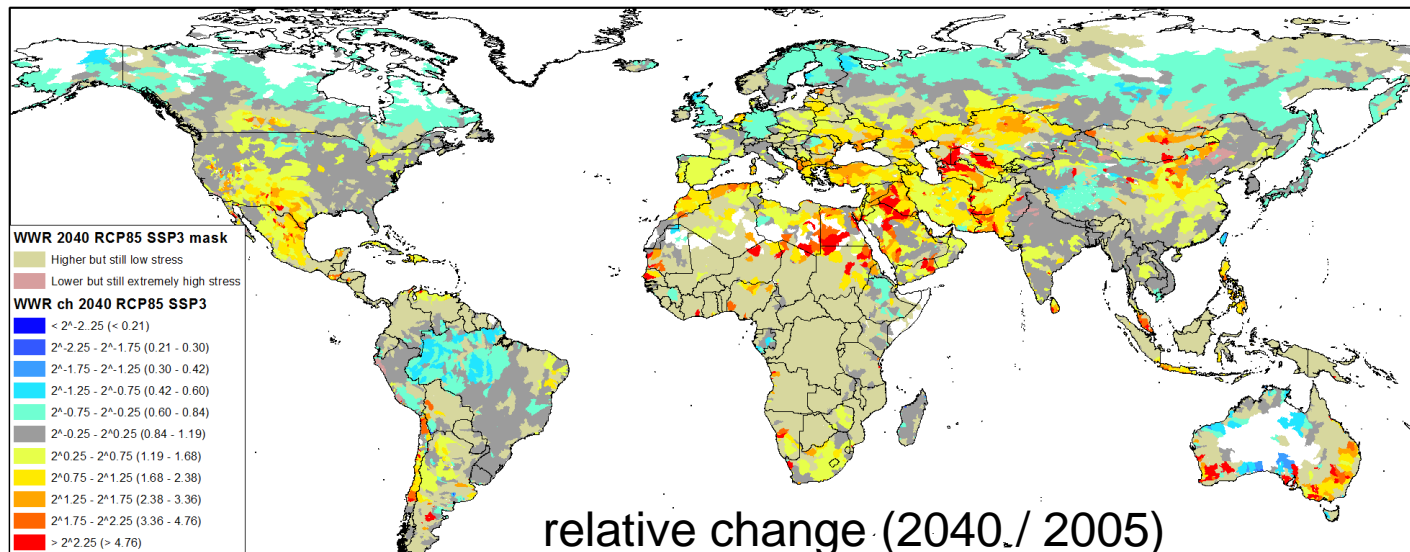 WWR 2040 RCP85 SSP3 mask
Higher but still low stress
Lower but still extremely high stress
WWR ch 2040 RCP85 SSP3
< 2^-2..25 (< 0.21)
2^-2.25 - 2^-1.75 (0.21 - 0.30)
2^-1.75 - 2^-1.25 (0.30 - 0.42)
2^-1.25 - 2^-0.75 (0.42 - 0.60)
2^-0.75 - 2^-0.25 (0.60 - 0.84)
2^-0.25 - 2^0.25 (0.84 - 1.19)
2^0.25 - 2^0.75 (1.19 - 1.68)
2^0.75 - 2^1.25 (1.68 - 2.38)
2^1.25 - 2^1.75 (2.38 - 3.36)
2^1.75 - 2^2.25 (3.36 - 4.76)
> 2^2.25 (> 4.76)
relative change (2040 / 2005)